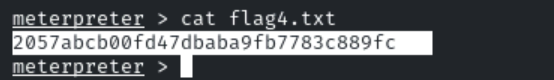 meterpreter > cat flag4.txt
2057abcb00fd47dbaba9fb7783c889fc
meterpreter >